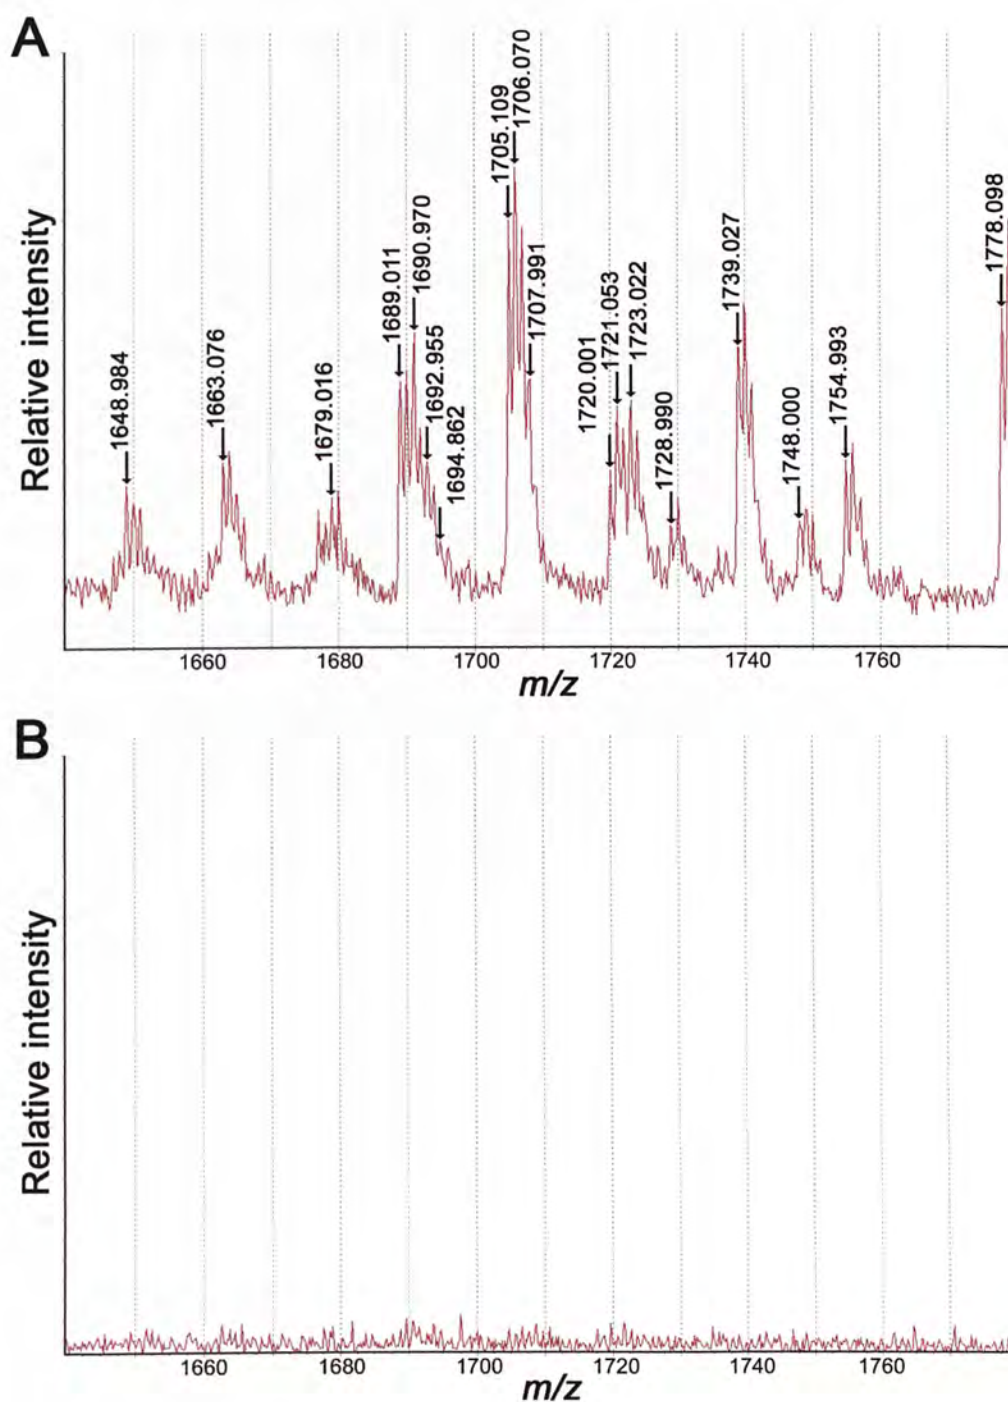 A
Relative intensity
1648.984
1663.076
1679.016
1689.011
1690.970
1692.955
1694.862
1705.109
1706.070
1707.991
1720.001
1721.053
1723.022
1728.990
1739.027
1748.000
1754.993
1778.098
1660 1680 1700 1720 1740 1760
m/z
B
Relative intensity
1660 1680 1700 1720 1740 1760
m/z